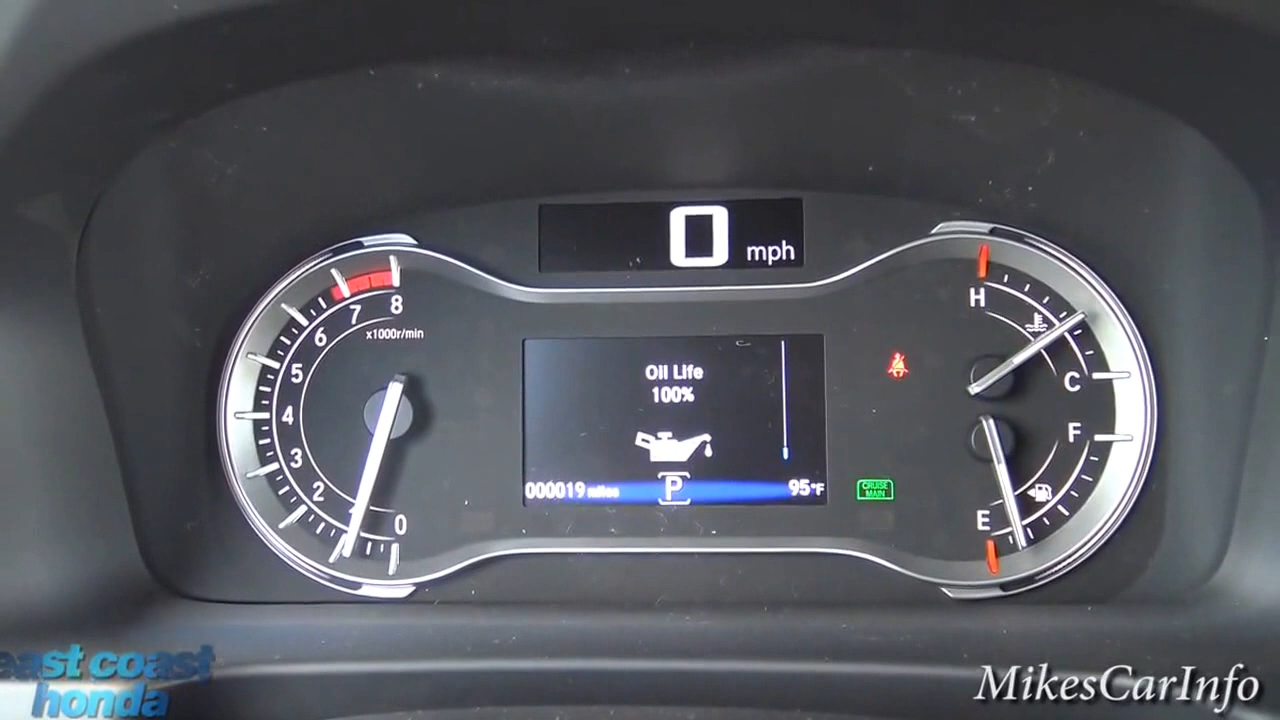 0 mph
8
7
6
x1000r/min
5
4
3
2
0
Oil Life
100%
000019 miles
P
95°F
CRUISE
MAIN
H
C
F
E
east coast
honda
MikesCarInfo